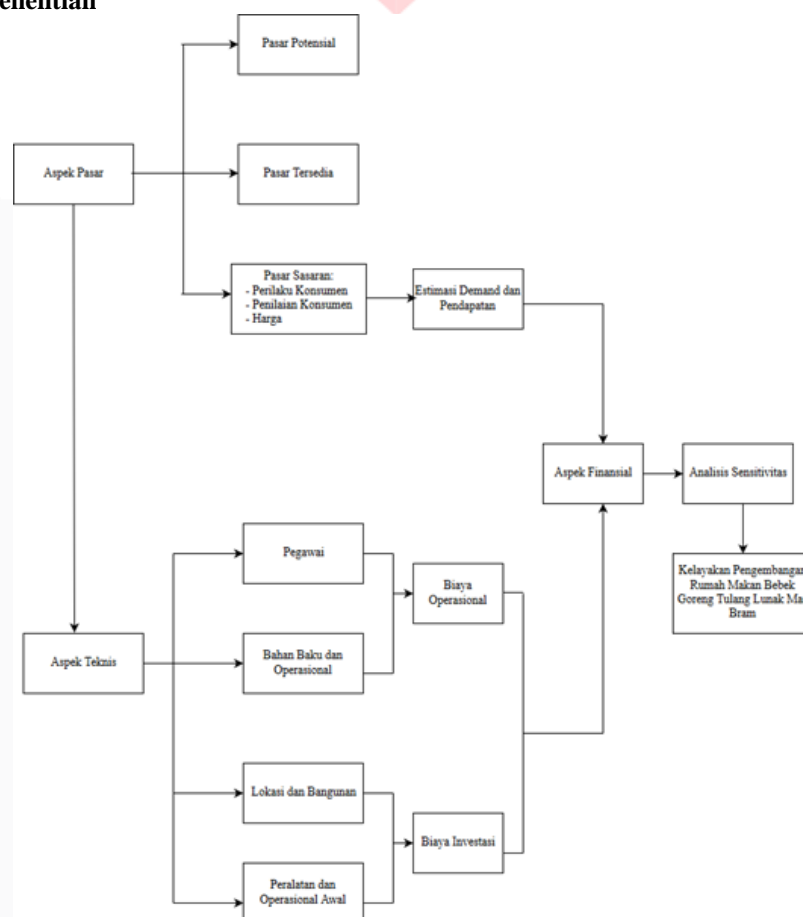 Pasar Potensial
Aspek Pasar
Pasar Tersedia
Pasar Sasaran:
- Perilaku Konsumen
- Penilaian Konsumen
- Harga
Estimasi Demand dan
Pendapatan
Aspek Finansial
Analisis Sensitivitas
Kelayakan Pengembangan
Rumah Makan Bebek
Goreng Tulang Lunak Ma
Bram
Pegawai
Biaya
Operasional
Aspek Teknis
Bahan Baku dan
Operasional
Lokasi dan Bangunan
Biaya Investasi
Peralatan dan
Operasional Awal